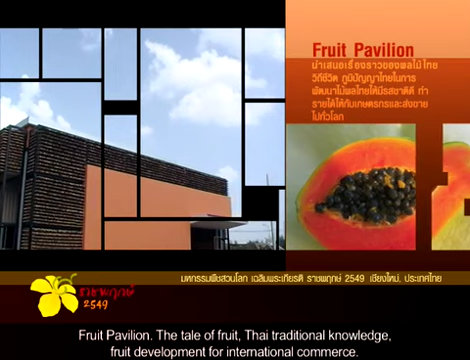 Fruit Pavilion
นำเสนอเรื่องราวของผลไม้ไทย
วิถีชีวิต ภูมิปัญญาไทยในการ
พัฒนาไม้ผลไทยให้มีรสชาติดี ทำ
รายได้ให้กับเกษตรกรและส่งขาย
ไปทั่วโลก
มหกรรมพืชสวนโลก เฉลิมพระเกียรติ ราชพฤกษ์ 2549 เชียงใหม่, ประเทศไทย
ราชพฤกษ์
2549
Fruit Pavilion. The tale of fruit, Thai traditional knowledge,
fruit development for international commerce.